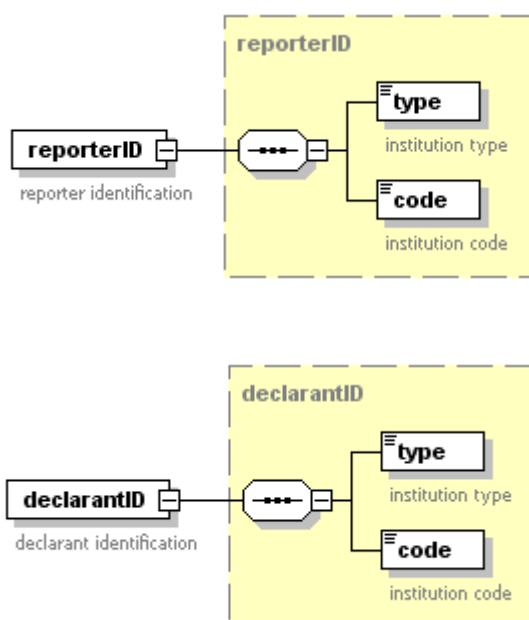 reporterID
type
institution type
reporterID
reporter identification
code
institution code
declarantID
type
institution type
declarantID
declarant identification
code
institution code